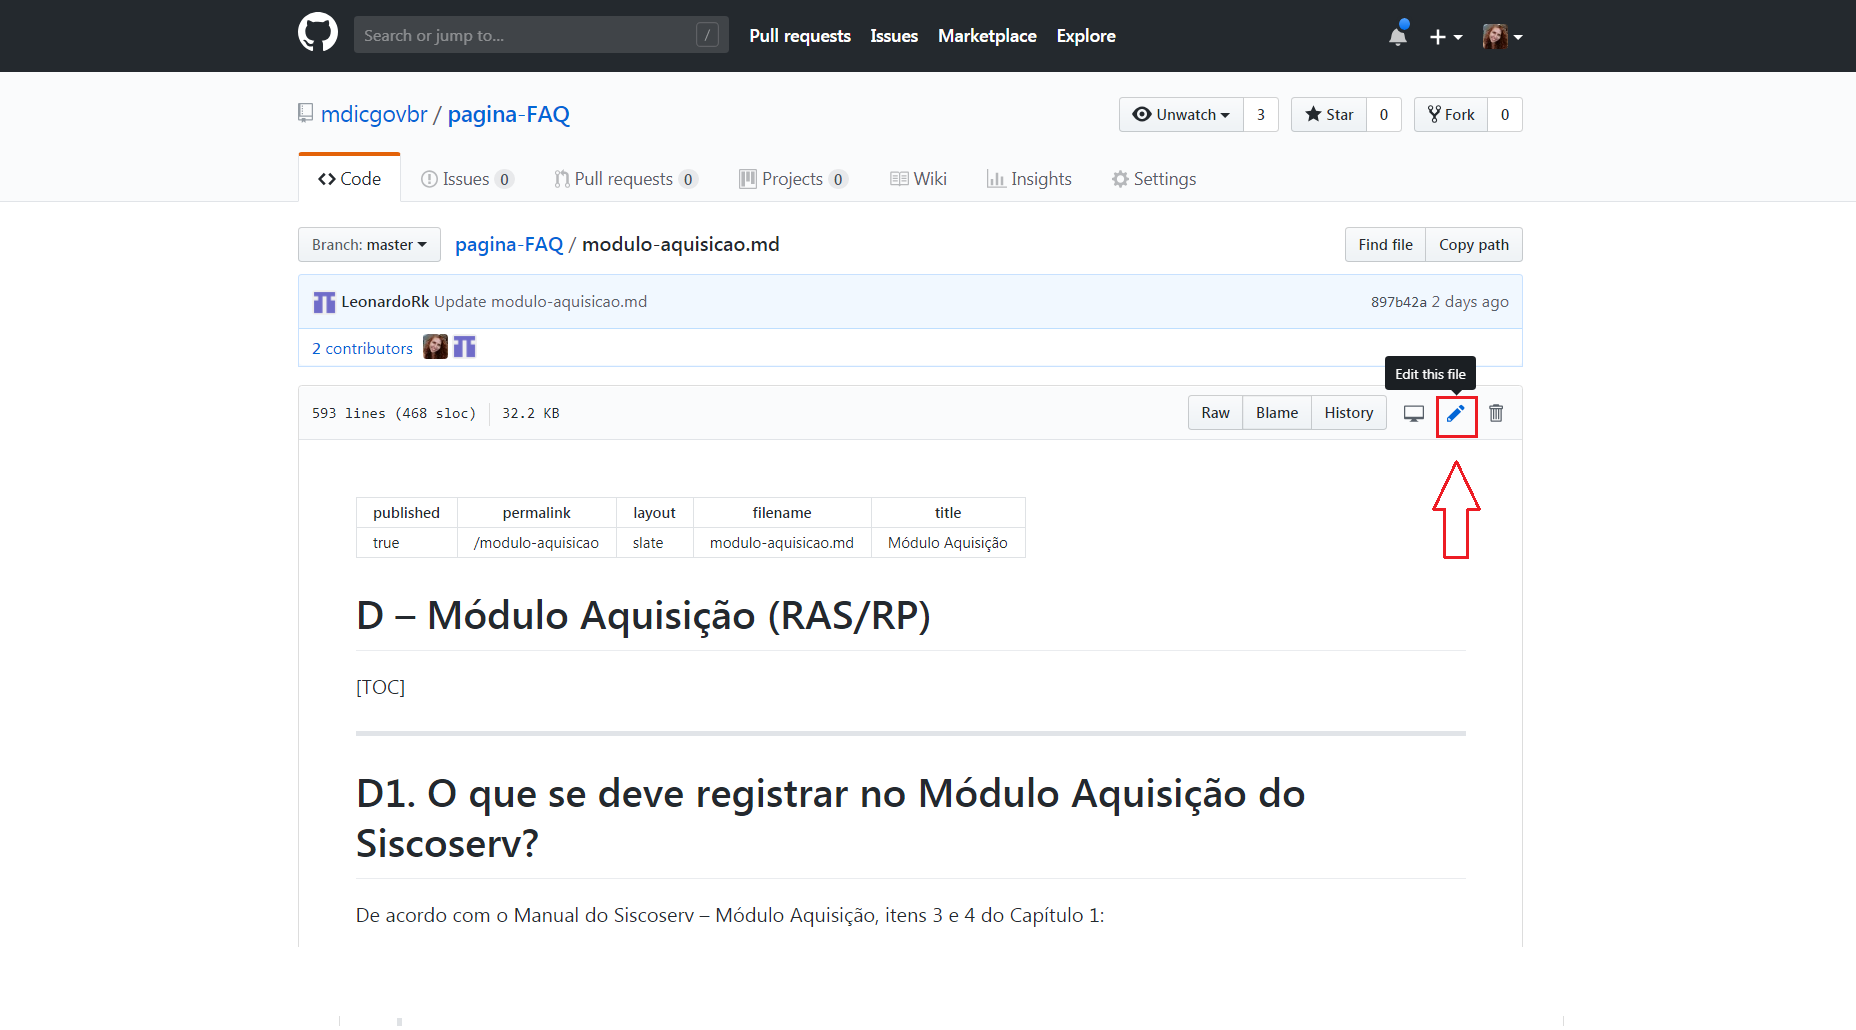 Search or jump to... / Pull requests Issues Marketplace Explore
mdicgovbr / pagina-FAQ Unwatch 3 Star 0 Fork 0
Code Issues 0 Pull requests 0 Projects 0 Wiki Insights Settings
Branch: master pagina-FAQ / modulo-aquisicao.md Find file Copy path
LeonardoRk Update modulo-aquisicao.md 897b42a 2 days ago
2 contributors
Edit this file
593 lines (468 sloc) 32.2 KB Raw Blame History
published permalink layout filename title
true /modulo-aquisicao slate modulo-aquisicao.md Módulo Aquisição
D – Módulo Aquisição (RAS/RP)
[TOC]
D1. O que se deve registrar no Módulo Aquisição do
Siscoserv?
De acordo com o Manual do Siscoserv – Módulo Aquisição, itens 3 e 4 do Capítulo 1: